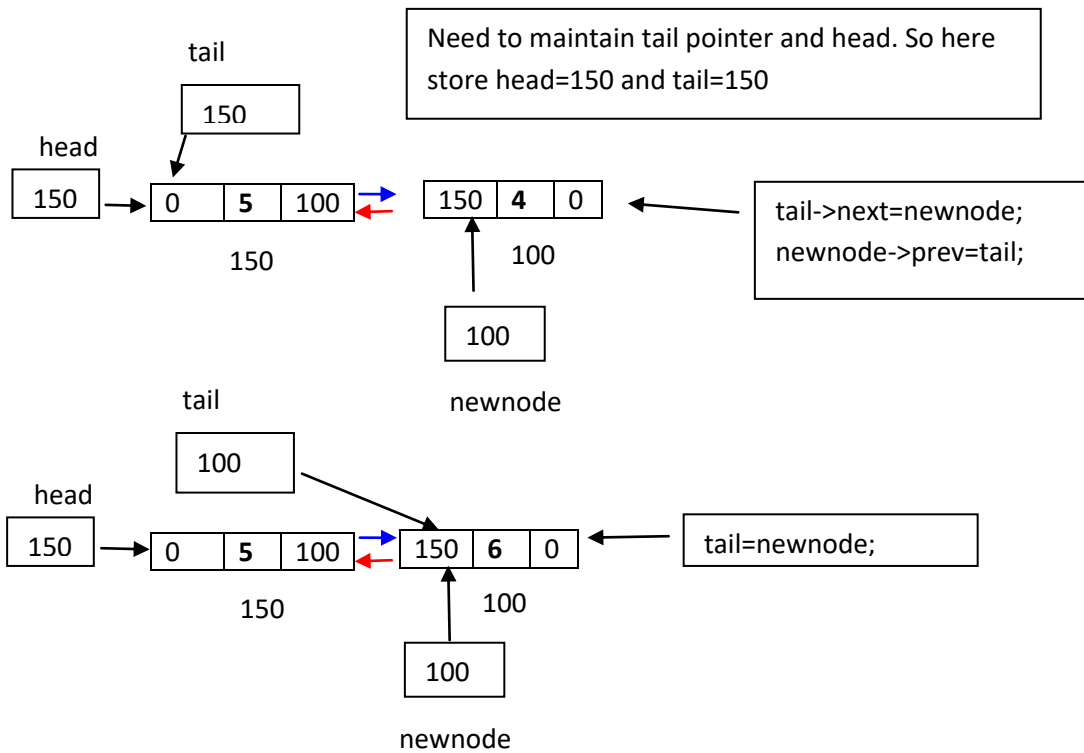 Need to maintain tail pointer and head. So here
store head=150 and tail=150
tail
150
head
150
0 5 100
150 4 0
tail->next=newnode;
newnode->prev=tail;
150
100
100
newnode
tail
100
head
150
0 5 100
150 6 0
tail=newnode;
150
100
100
newnode